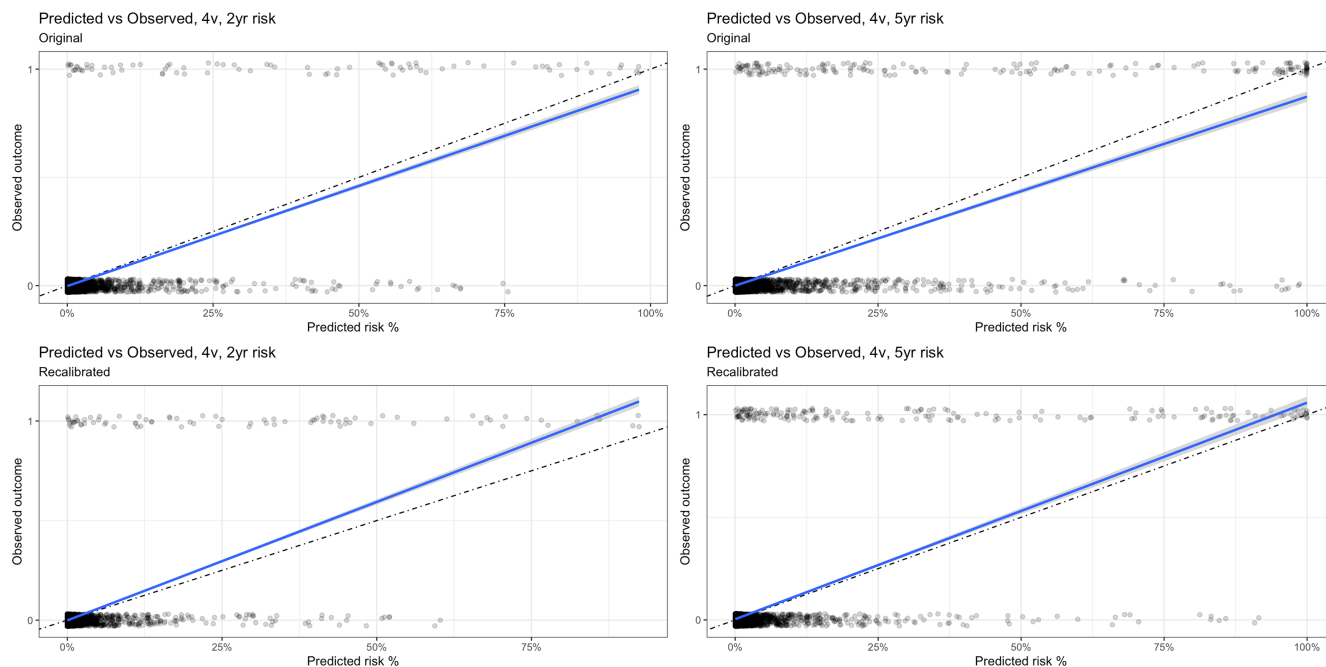 Predicted vs Observed, 4v, 2yr risk
Original
Observed outcome
1
0
0%
25%
50%
75%
100%
Predicted risk %
Predicted vs Observed, 4v, 5yr risk
Original
Observed outcome
1
0
0%
25%
50%
75%
100%
Predicted risk %
Predicted vs Observed, 4v, 2yr risk
Recalibrated
Observed outcome
1
0
0%
25%
50%
75%
Predicted risk %
Predicted vs Observed, 4v, 5yr risk
Recalibrated
Observed outcome
1
0
0%
25%
50%
75%
100%
Predicted risk %